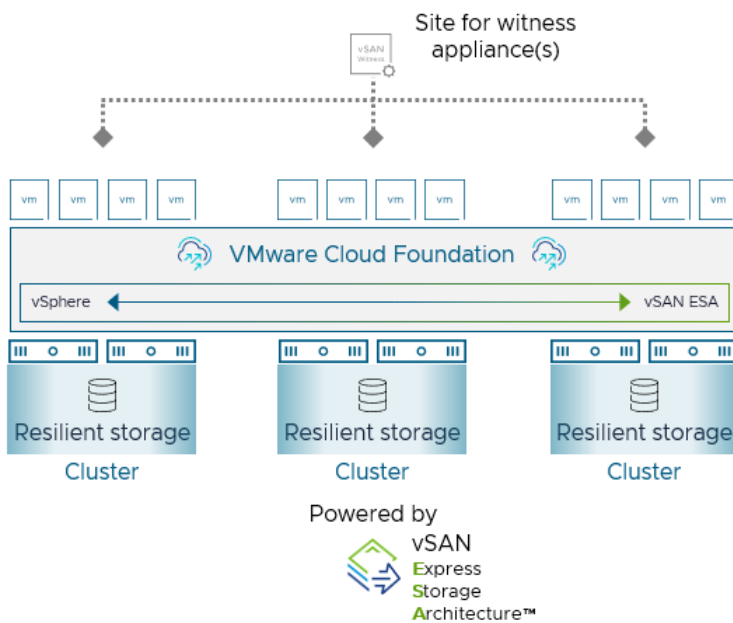 Site for witness
appliance(s)
vSAN
Witness
vm vm vm vm vm vm vm vm vm vm vm vm
VMware Cloud Foundation
vSphere vSAN ESA
Resilient storage Resilient storage Resilient storage
Cluster Cluster Cluster
Powered by
vSAN
Express
Storage
Architecture™